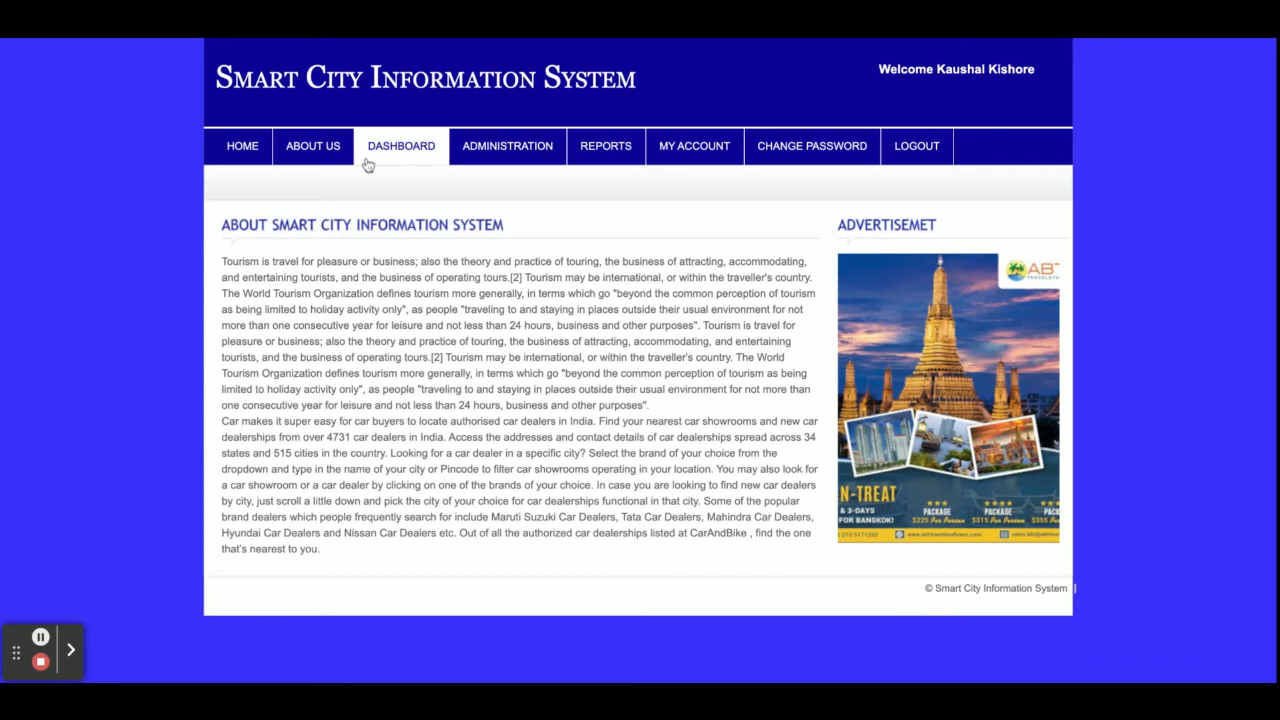 SMART CITY INFORMATION SYSTEM
Welcome Kaushal Kishore
HOME ABOUT US DASHBOARD ADMINISTRATION REPORTS MY ACCOUNT CHANGE PASSWORD LOGOUT
ABOUT SMART CITY INFORMATION SYSTEM
Tourism is travel for pleasure or business; also the theory and practice of touring, the business of attracting, accommodating,
and entertaining tourists, and the business of operating tours.[2] Tourism may be international, or within the traveller's country.
The World Tourism Organization defines tourism more generally, in terms which go "beyond the common perception of tourism
as being limited to holiday activity only", as people "traveling to and staying in places outside their usual environment for not
more than one consecutive year for leisure and not less than 24 hours, business and other purposes". Tourism is travel for
pleasure or business; also the theory and practice of touring, the business of attracting, accommodating, and entertaining
tourists, and the business of operating tours.[2] Tourism may be international, or within the traveller's country. The World
Tourism Organization defines tourism more generally, in terms which go "beyond the common perception of tourism as being
limited to holiday activity only", as people "traveling to and staying in places outside their usual environment for not more than
one consecutive year for leisure and not less than 24 hours, business and other purposes".
Car makes it super easy for car buyers to locate authorised car dealers in India. Find your nearest car showrooms and new car
dealerships from over 4731 car dealers in India. Access the addresses and contact details of car dealerships spread across 34
states and 515 cities in the country. Looking for a car dealer in a specific city? Select the brand of your choice from the
dropdown and type in the name of your city or Pincode to filter car showrooms operating in your location. You may also look for
a car showroom or a car dealer by clicking on one of the brands of your choice. In case you are looking to find new car dealers
by city, just scroll a little down and pick the city of your choice for car dealerships functional in that city. Some of the popular
brand dealers which people frequently search for include Maruti Suzuki Car Dealers, Tata Car Dealers, Mahindra Car Dealers,
Hyundai Car Dealers and Nissan Car Dealers etc. Out of all the authorized car dealerships listed at CarAndBike , find the one
that's nearest to you.
ADVERTISEMET
N-TREAT
& 3-DAYS
FOR BANGKOK!
PACKAGE PACKAGE PACK
$225 Per Person $315 Per Person $355
© Smart City Information System |